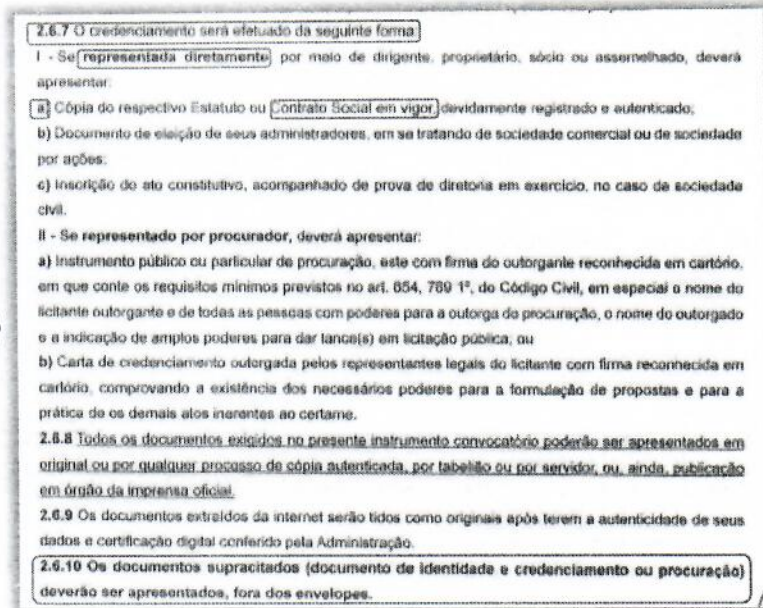 2.6.7 O credenciamento será efetuado da seguinte forma:
I - Se representada diretamente, por meio de dirigente, proprietário, sócio ou assemelhado, deverá
apresentar:
a) Cópia do respectivo Estatuto ou Contrato Social em vigor, devidamente registrado e autenticado;
b) Documento de eleição de seus administradores, em se tratando de sociedade comercial ou de sociedade
por ações;
c) Inscrição do ato constitutivo, acompanhado de prova de diretoria em exercício, no caso de sociedade
civil.
II - Se representado por procurador, deverá apresentar:
a) Instrumento público ou particular de procuração, este com firma do outorgante reconhecida em cartório,
em que conte os requisitos mínimos previstos no art. 654, 789 1º, do Código Civil, em especial o nome do
licitante outorgante e de todas as pessoas com poderes para a outorga do procuração, o nome do outorgado
e a indicação de amplos poderes para dar lance(s) em licitação pública, ou
b) Carta de credenciamento outorgada pelos representantes legais do licitante com firma reconhecida em
cartório, comprovando a existência dos necessários poderes para a formulação de propostas e para a
prática de os demais atos inerentes ao certame.
2.6.8 Todos os documentos exigidos no presente instrumento convocatório poderão ser apresentados em
original ou por qualquer processo de cópia autenticada, por tabelião ou por servidor, ou, ainda, publicação
em órgão da imprensa oficial.
2.6.9 Os documentos extraídos da internet serão tidos como originais após terem a autenticidade de seus
dados e certificação digital conferido pela Administração.
2.6.10 Os documentos supracitados (documento de identidade e credenciamento ou procuração)
deverão ser apresentados, fora dos envelopes.